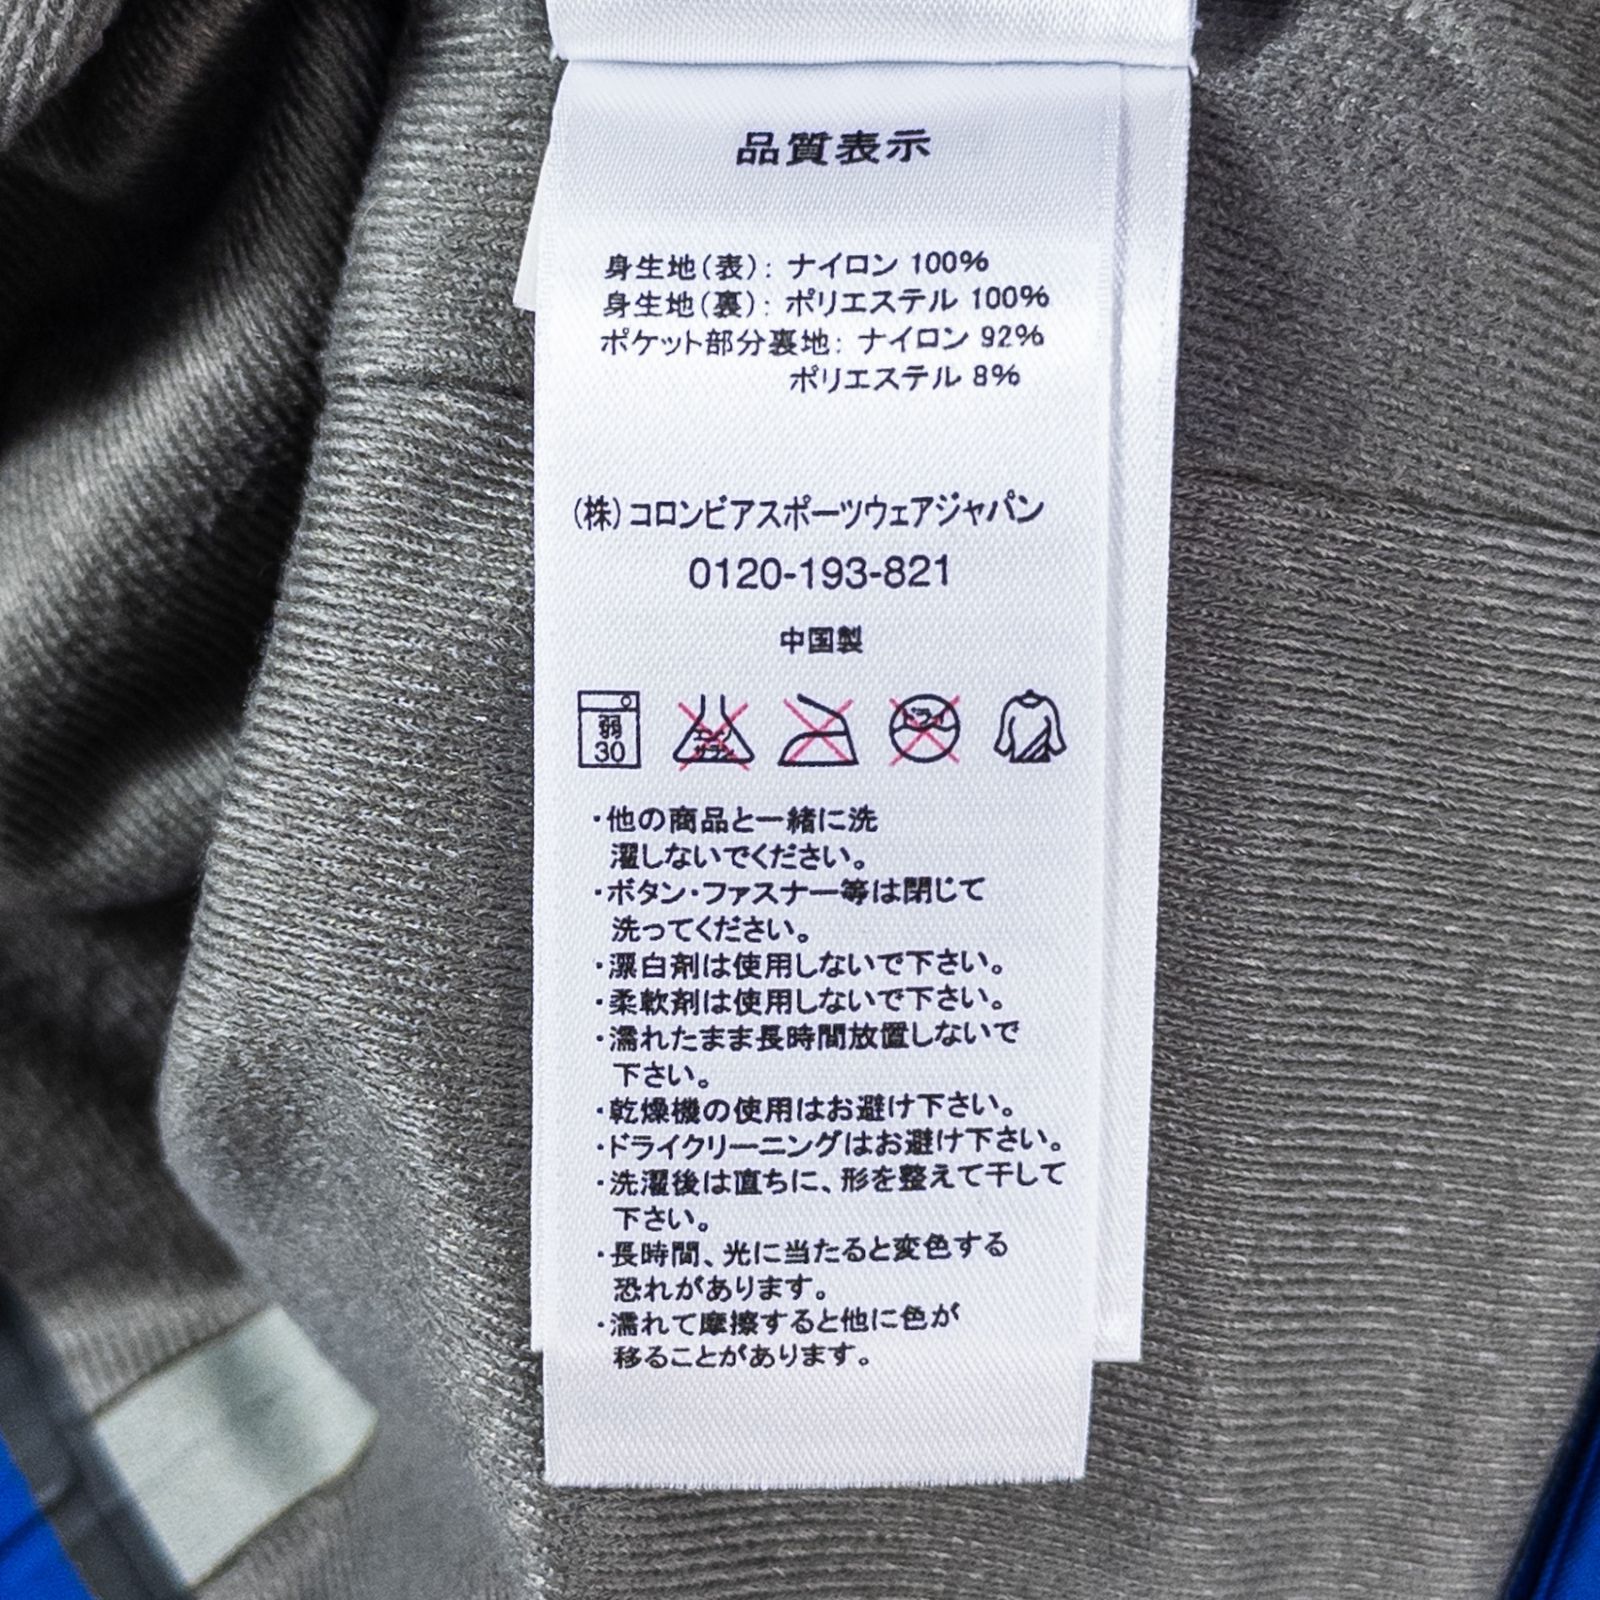 品質表示
身生地(表): ナイロン 100%
身生地(裏): ポリエステル 100%
ポケット部分裏地: ナイロン 92%
ポリエステル 8%
(株)コロンビアスポーツウェアジャパン
0120-193-821
中国製
弱
30
エンソ
サラシ
ドライ
・他の商品と一緒に洗
濯しないでください。
・ボタン・ファスナー等は閉じて
洗ってください。
・漂白剤は使用しないで下さい。
・柔軟剤は使用しないで下さい。
・濡れたまま長時間放置しないで
下さい。
・乾燥機の使用はお避け下さい。
・ドライクリーニングはお避け下さい。
・洗濯後は直ちに、形を整えて干して
下さい。
・長時間、光に当たると変色する
恐れがあります。
・濡れて摩擦すると他に色が
移ることがあります。